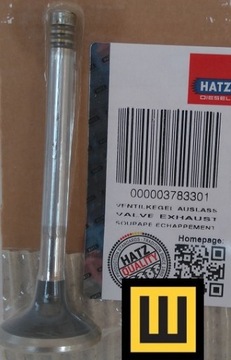 HATZ
DIESEL
000003783301
VENTILKEGEL AUSLASS
VALVE EXHAUST
SOUPAPE ECHAPPEMENT
Homepage
HATZ
QUALITY
Ш